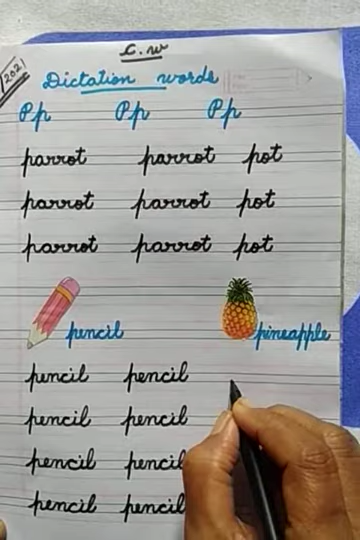 C.W
2021
Dictation words
Pp Pp Pp
parrot parrot pot
parrot parrot pot
parrot parrot pot
pencil pineapple
pencil pencil
pencil pencil
pencil pencil
pencil pencil